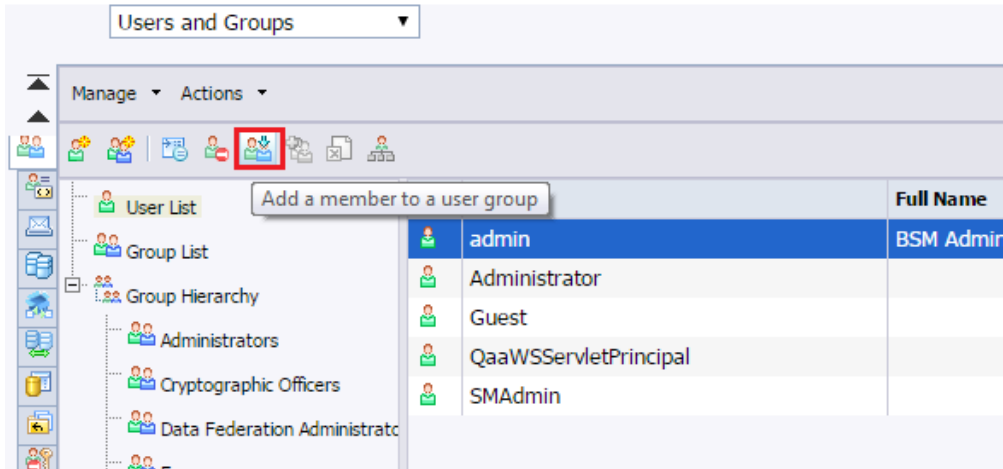 Users and Groups
Manage Actions
Add a member to a user group
User List
Full Name
admin BSM Admin
Group List
Administrator
Group Hierarchy
Guest
Administrators
QaaWSServletPrincipal
Cryptographic Officers
SMAdmin
Data Federation Administrato